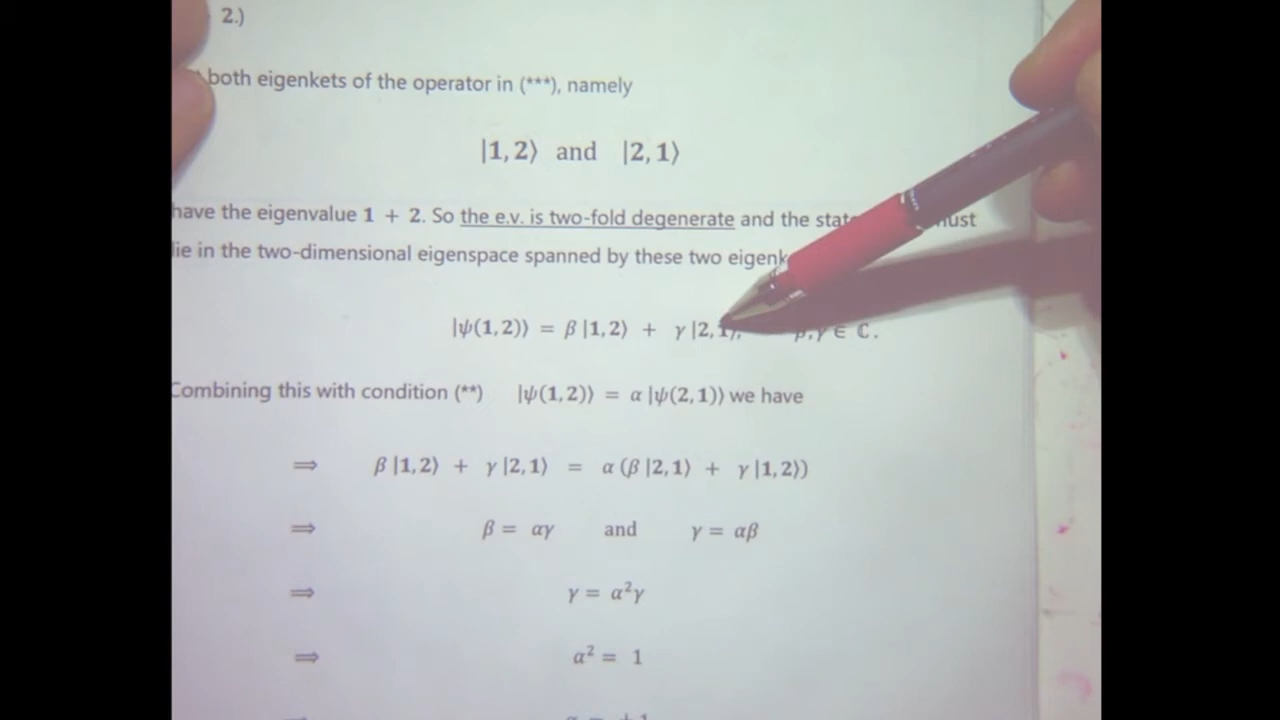 2.)
both eigenkets of the operator in (***), namely
|1, 2⟩ and |2, 1⟩
have the eigenvalue 1 + 2. So the e.v. is two-fold degenerate and the
lie in the two-dimensional eigenspace spanned by these two
|ψ(1, 2)⟩ = β |1, 2⟩ + γ |2, 1⟩, β, γ ∈ ℂ.
Combining this with condition (**) |ψ(1, 2)⟩ = α |ψ(2, 1)⟩ we have
⟹ β |1, 2⟩ + γ |2, 1⟩ = α (β |2, 1⟩ + γ |1, 2⟩)
⟹ β = αγ and γ = αβ
⟹ γ = α²γ
⟹ α² = 1